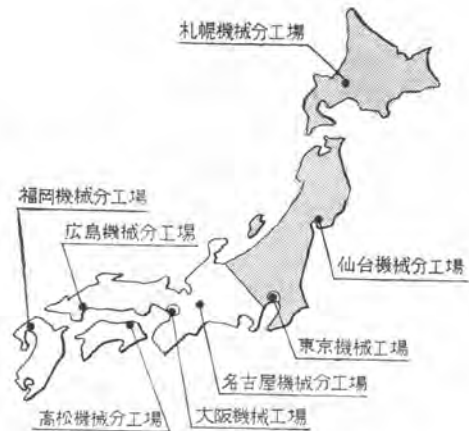 札幌機械分工場
福岡機械分工場
広島機械分工場
仙台機械分工場
東京機械工場
名古屋機械分工場
高松機械分工場
大阪機械工場